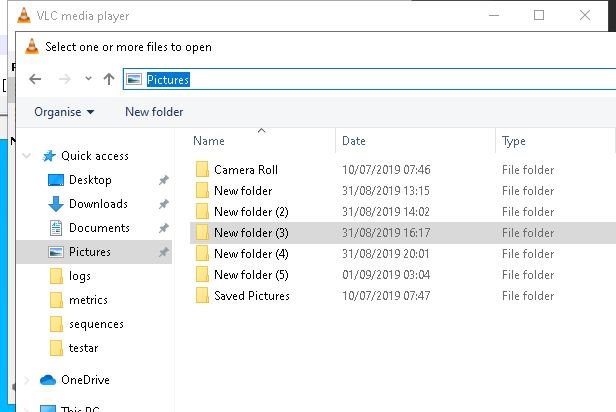 VLC media player
Select one or more files to open
Pictures
Organise New folder
Name Date Type
Quick access
Desktop
Downloads
Documents
Pictures
logs
metrics
sequences
testar
OneDrive
This PC
Camera Roll 10/07/2019 07:46 File folder
New folder 31/08/2019 13:15 File folder
New folder (2) 31/08/2019 14:02 File folder
New folder (3) 31/08/2019 16:17 File folder
New folder (4) 31/08/2019 20:01 File folder
New folder (5) 01/09/2019 03:04 File folder
Saved Pictures 10/07/2019 07:47 File folder